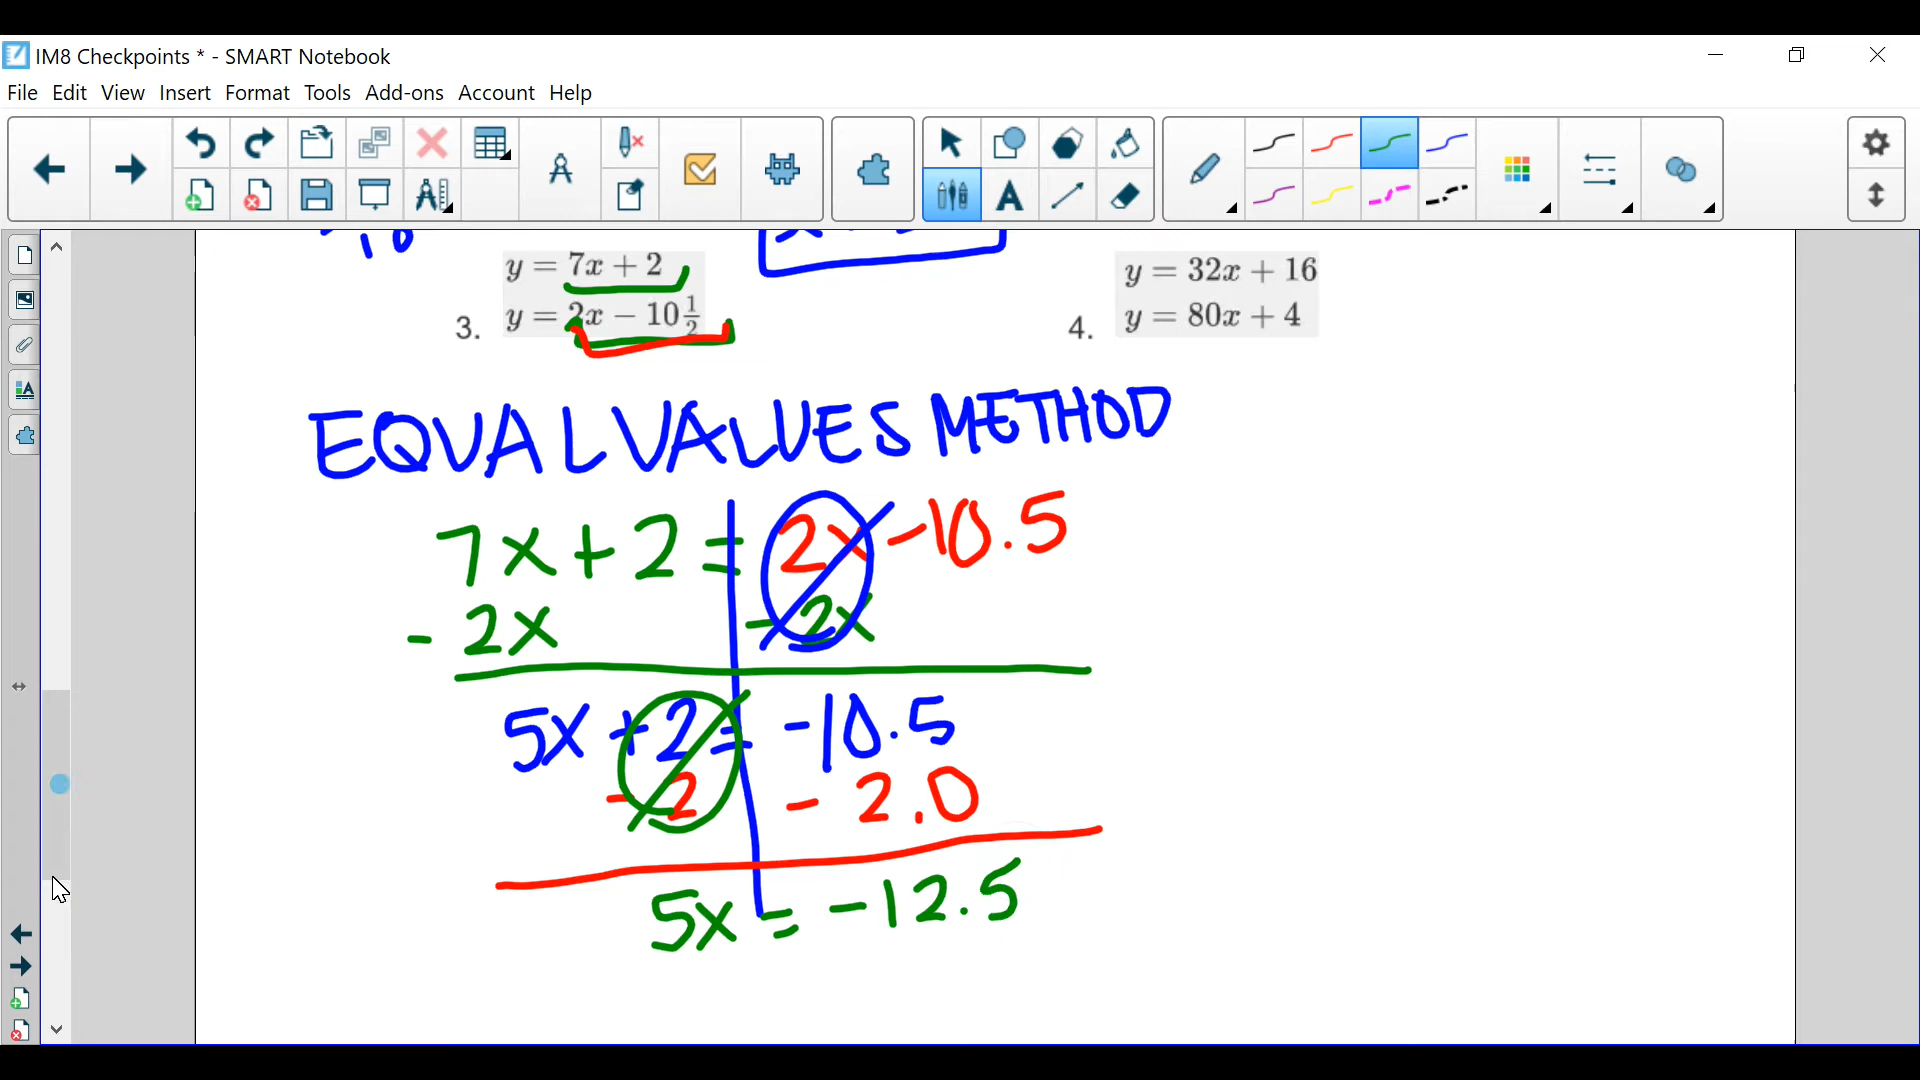 IM8 Checkpoints * - SMART Notebook
File Edit View Insert Format Tools Add-ons Account Help
y = 7x + 2
y = 2x − 10 1/2
3.
y = 32x + 16
y = 80x + 4
4.
EQUAL VALUES METHOD
7x + 2 = 2x - 10.5
- 2x - 2x
5x + 2 = -10.5
- 2 - 2.0
5x = -12.5